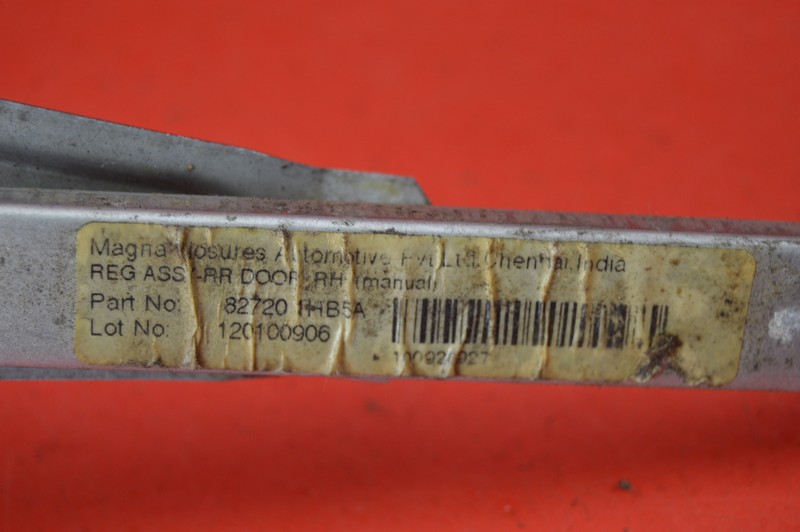 Magna Closures Automotive Pvt.Ltd.Chennai.India
REG ASSY-RR DOOR, RH (manual)
Part No: 82720 1HB5A
Lot No: 120100906